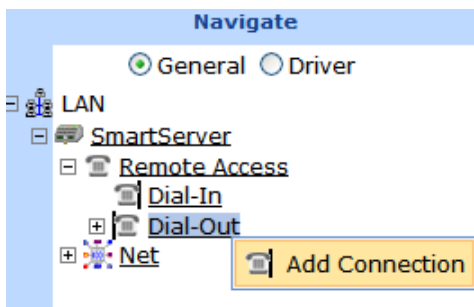 Navigate
General Driver
LAN
SmartServer
Remote Access
Dial-In
Dial-Out
Net
Add Connection